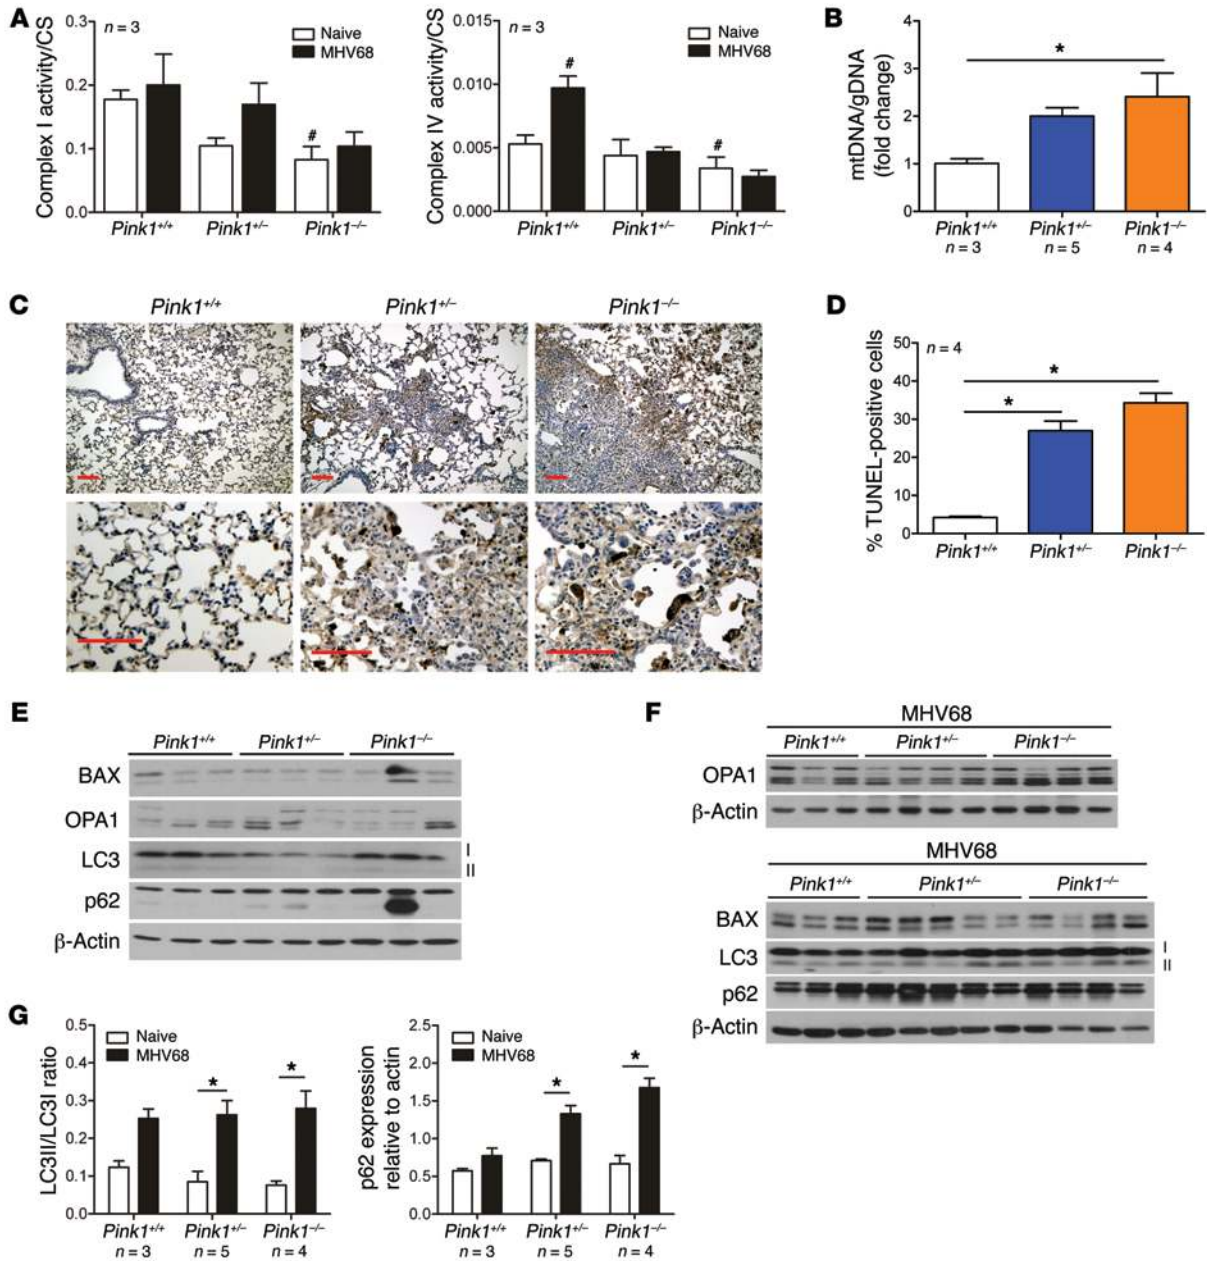 A
Complex I activity/CS
0.3
0.2
0.1
0.0
n = 3
Naive
MHV68
#
Pink1+/+
Pink1+/–
Pink1–/–
Complex IV activity/CS
0.015
0.010
0.005
0.000
n = 3
Naive
MHV68
#
#
Pink1+/+
Pink1+/–
Pink1–/–
B
mtDNA/gDNA
(fold change)
4
3
2
1
0
*
Pink1+/+
Pink1+/–
Pink1–/–
n = 3
n = 5
n = 4
C
Pink1+/+
Pink1+/–
Pink1–/–
D
% TUNEL-positive cells
50
40
30
20
10
0
n = 4
*
*
Pink1+/+
Pink1+/–
Pink1–/–
E
Pink1+/+
Pink1+/–
Pink1–/–
BAX
OPA1
LC3
I
II
p62
β-Actin
F
MHV68
Pink1+/+
Pink1+/–
Pink1–/–
OPA1
β-Actin
MHV68
Pink1+/+
Pink1+/–
Pink1–/–
BAX
LC3
I
II
p62
β-Actin
G
LC3II/LC3I ratio
0.5
0.4
0.3
0.2
0.1
0.0
Naive
MHV68
*
*
Pink1+/+
Pink1+/–
Pink1–/–
n = 3
n = 5
n = 4
p62 expression
relative to actin
2.5
2.0
1.5
1.0
0.5
0.0
Naive
MHV68
*
*
Pink1+/+
Pink1+/–
Pink1–/–
n = 3
n = 5
n = 4